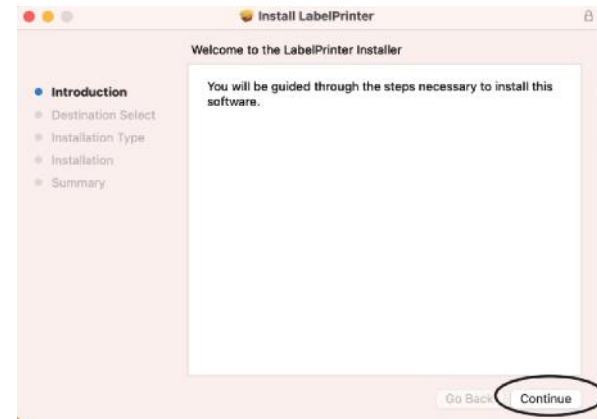 Install LabelPrinter
Welcome to the LabelPrinter Installer
Introduction
Destination Select
Installation Type
Installation
Summary
You will be guided through the steps necessary to install this
software.
Go Back
Continue